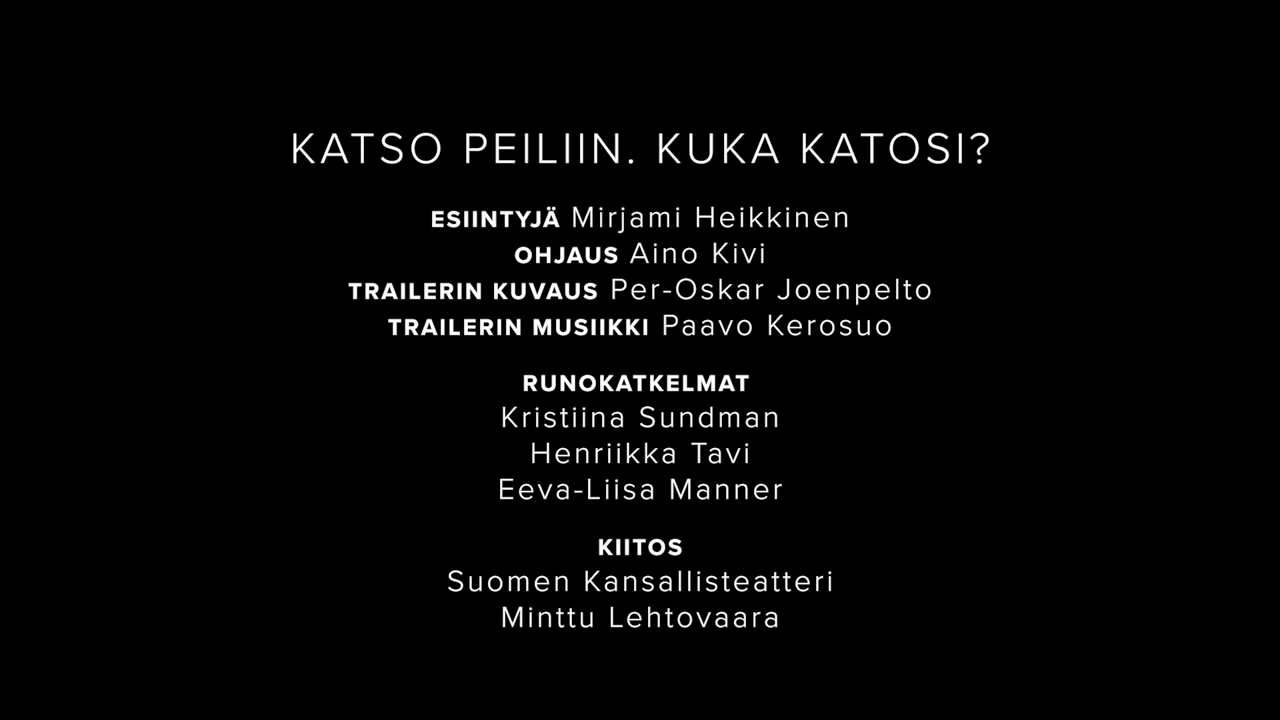 KATSO PEILIIN. KUKA KATOSI?
ESIINTYJÄ Mirjami Heikkinen
OHJAUS Aino Kivi
TRAILERIN KUVAUS Per-Oskar Joenpelto
TRAILERIN MUSIIKKI Paavo Kerosuo
RUNOKATKELMAT
Kristiina Sundman
Henriikka Tavi
Eeva-Liisa Manner
KIITOS
Suomen Kansallisteatteri
Minttu Lehtovaara